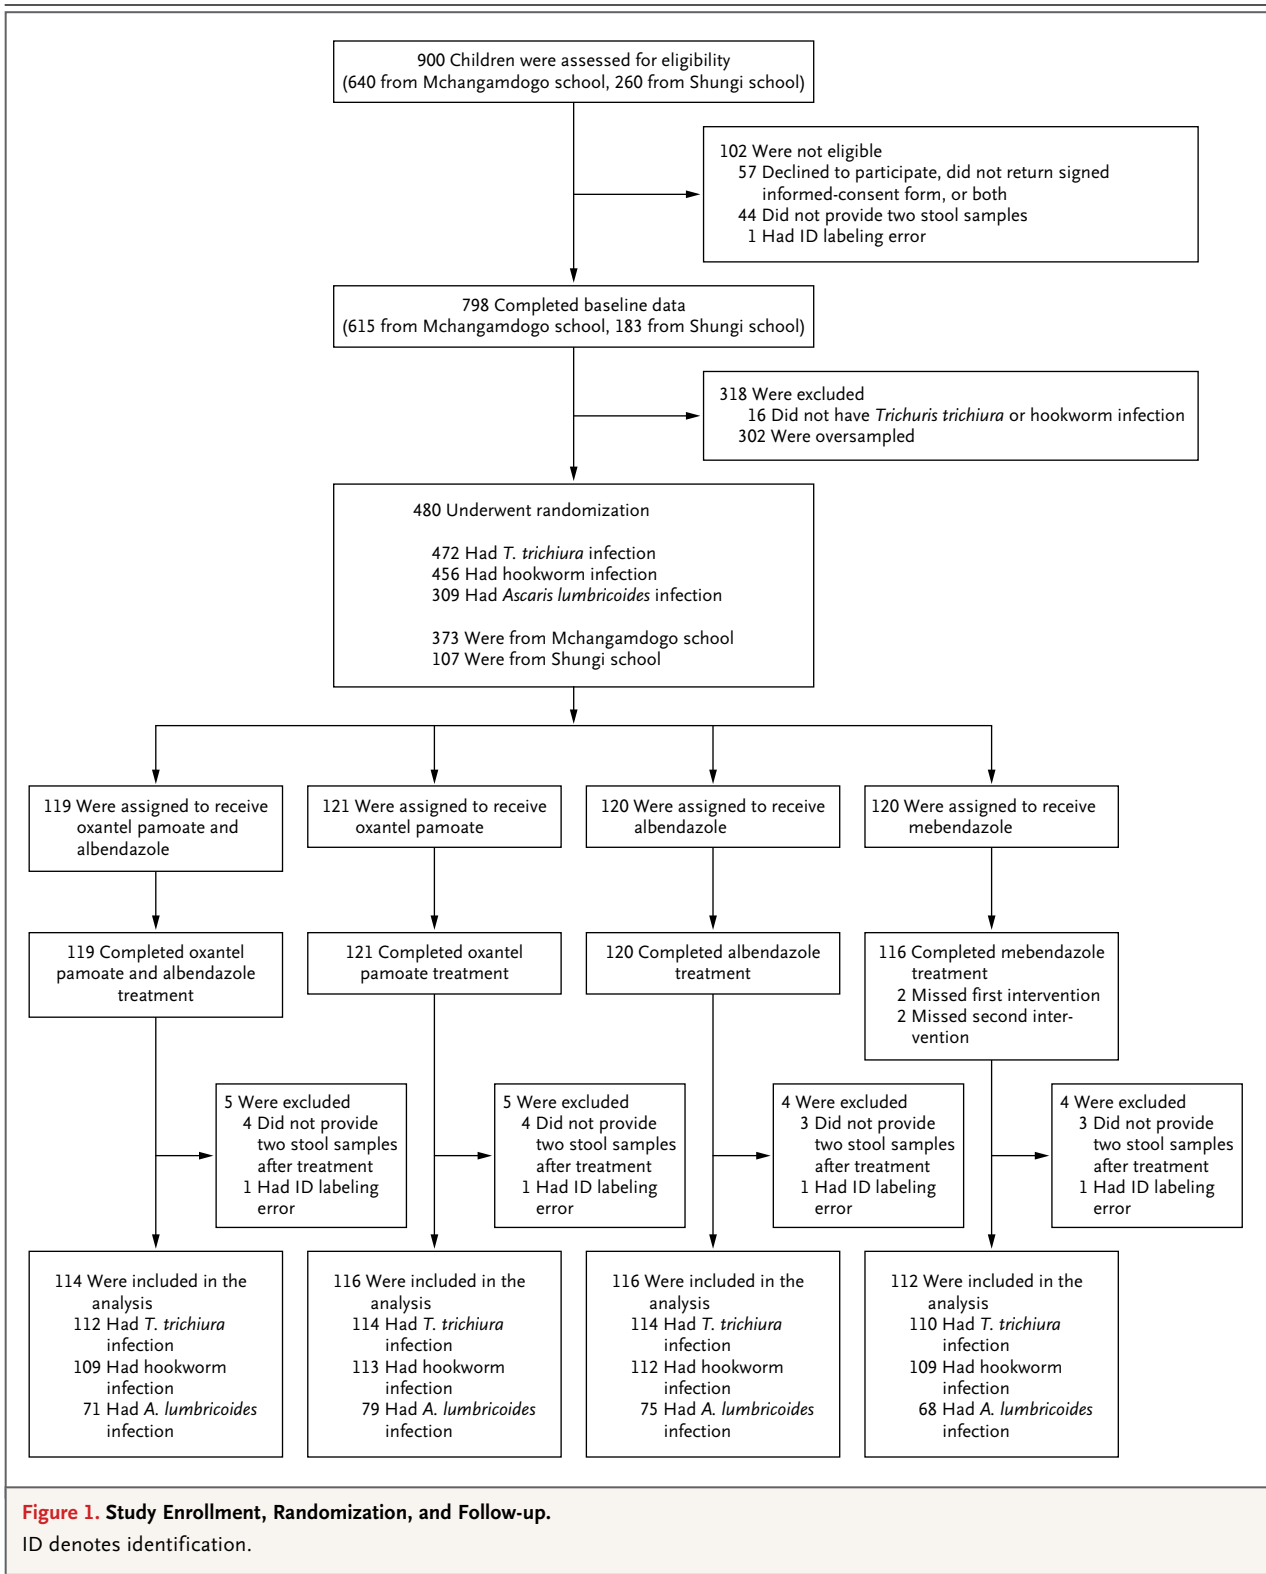 900 Children were assessed for eligibility
(640 from Mchangamdogo school, 260 from Shungi school)
102 Were not eligible
57 Declined to participate, did not return signed
informed-consent form, or both
44 Did not provide two stool samples
1 Had ID labeling error
798 Completed baseline data
(615 from Mchangamdogo school, 183 from Shungi school)
318 Were excluded
16 Did not have Trichuris trichiura or hookworm infection
302 Were oversampled
480 Underwent randomization
472 Had T. trichiura infection
456 Had hookworm infection
309 Had Ascaris lumbricoides infection
373 Were from Mchangamdogo school
107 Were from Shungi school
119 Were assigned to receive
oxantel pamoate and
albendazole
121 Were assigned to receive
oxantel pamoate
120 Were assigned to receive
albendazole
120 Were assigned to receive
mebendazole
119 Completed oxantel
pamoate and albendazole
treatment
121 Completed oxantel
pamoate treatment
120 Completed albendazole
treatment
116 Completed mebendazole
treatment
2 Missed first intervention
2 Missed second inter-
vention
5 Were excluded
4 Did not provide
two stool samples
after treatment
1 Had ID labeling
error
5 Were excluded
4 Did not provide
two stool samples
after treatment
1 Had ID labeling
error
4 Were excluded
3 Did not provide
two stool samples
after treatment
1 Had ID labeling
error
4 Were excluded
3 Did not provide
two stool samples
after treatment
1 Had ID labeling
error
114 Were included in the
analysis
112 Had T. trichiura
infection
109 Had hookworm
infection
71 Had A. lumbricoides
infection
116 Were included in the
analysis
114 Had T. trichiura
infection
113 Had hookworm
infection
79 Had A. lumbricoides
infection
116 Were included in the
analysis
114 Had T. trichiura
infection
112 Had hookworm
infection
75 Had A. lumbricoides
infection
112 Were included in the
analysis
110 Had T. trichiura
infection
109 Had hookworm
infection
68 Had A. lumbricoides
infection
Figure 1. Study Enrollment, Randomization, and Follow-up.
ID denotes identification.